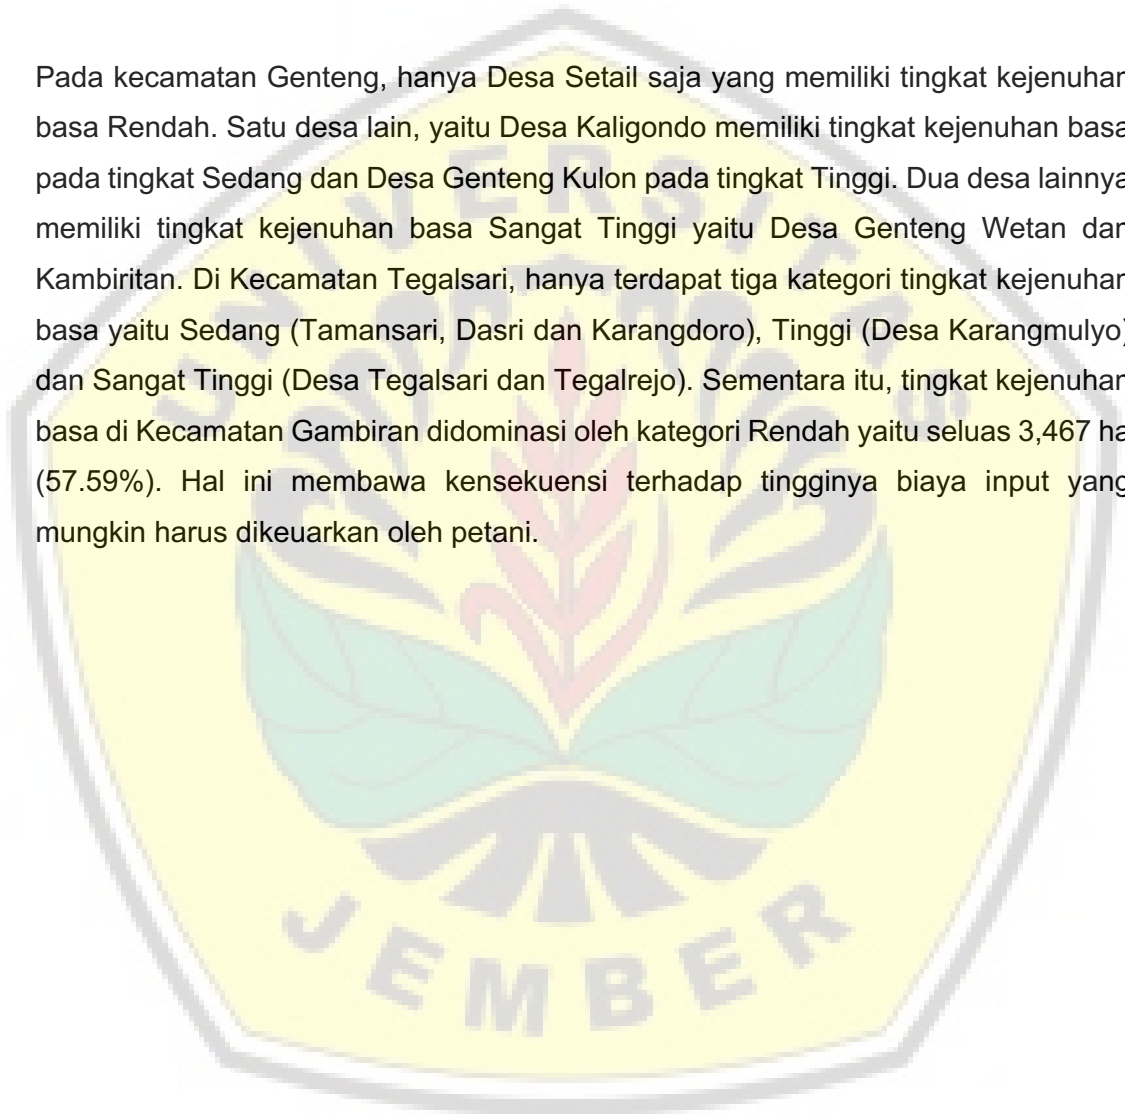 Pada kecamatan Genteng, hanya Desa Setail saja yang memiliki tingkat kejenuhan
basa Rendah. Satu desa lain, yaitu Desa Kaligondo memiliki tingkat kejenuhan basa
pada tingkat Sedang dan Desa Genteng Kulon pada tingkat Tinggi. Dua desa lainnya
memiliki tingkat kejenuhan basa Sangat Tinggi yaitu Desa Genteng Wetan dan
Kambiritan. Di Kecamatan Tegalsari, hanya terdapat tiga kategori tingkat kejenuhan
basa yaitu Sedang (Tamansari, Dasri dan Karangdoro), Tinggi (Desa Karangmulyo)
dan Sangat Tinggi (Desa Tegalsari dan Tegalrejo). Sementara itu, tingkat kejenuhan
basa di Kecamatan Gambiran didominasi oleh kategori Rendah yaitu seluas 3,467 ha
(57.59%). Hal ini membawa kensekuensi terhadap tingginya biaya input yang
mungkin harus dikeuarkan oleh petani.
UNIVERSITAS
JEMBER